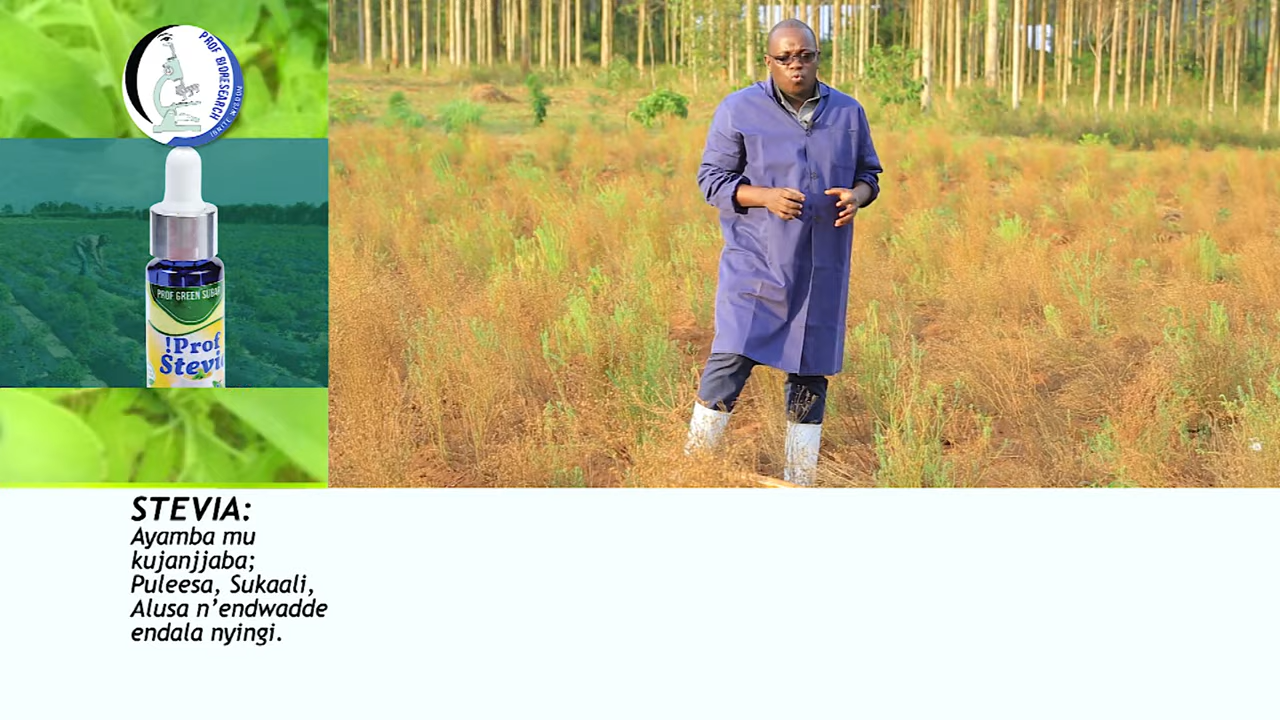 PROF BIORESEARCH
PROF GREEN SUGAR
!Prof
Stevi
STEVIA:
Ayamba mu
kujanjjaba;
Puleesa, Sukaali,
Alusa n'endwadde
endala nyingi.